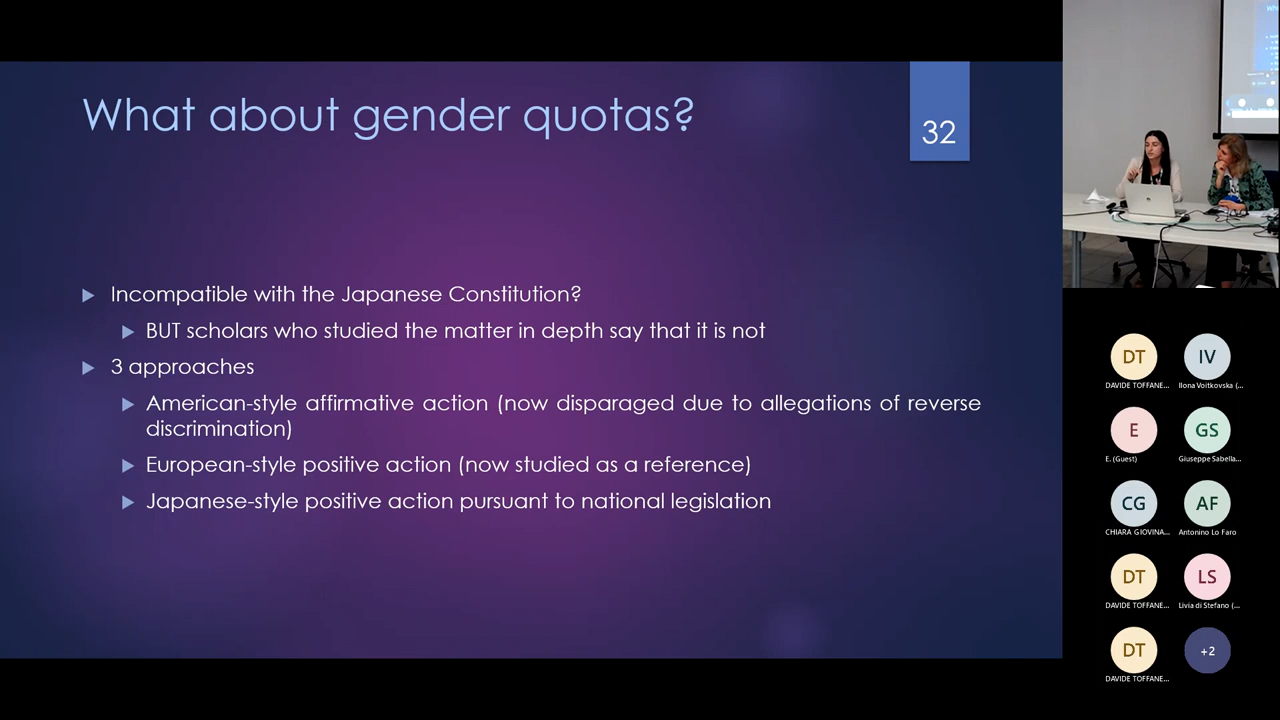 What about gender quotas?
32
Incompatible with the Japanese Constitution?
BUT scholars who studied the matter in depth say that it is not
3 approaches
American-style affirmative action (now disparaged due to allegations of reverse
discrimination)
European-style positive action (now studied as a reference)
Japanese-style positive action pursuant to national legislation
DT
DAVIDE TOFFANE...
IV
Ilona Voitkovska (...
E
E. (Guest)
GS
Giuseppe Sabella...
CG
CHIARA GIOVINA...
AF
Antonino Lo Faro
DT
DAVIDE TOFFANE...
LS
Livia di Stefano (...
DT
DAVIDE TOFFANE...
+2